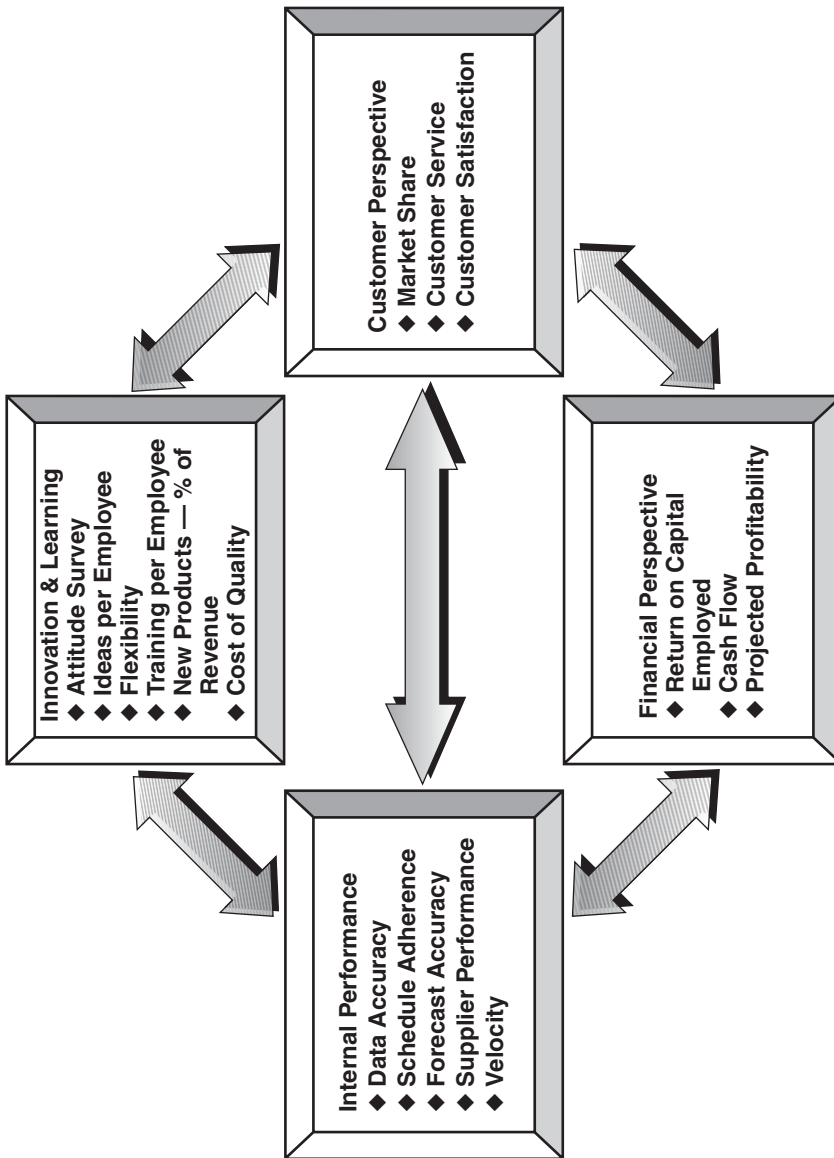 Innovation & Learning
◆ Attitude Survey
◆ Ideas per Employee
◆ Flexibility
◆ Training per Employee
◆ New Products — % of
Revenue
◆ Cost of Quality
Internal Performance
◆ Data Accuracy
◆ Schedule Adherence
◆ Forecast Accuracy
◆ Supplier Performance
◆ Velocity
Customer Perspective
◆ Market Share
◆ Customer Service
◆ Customer Satisfaction
Financial Perspective
◆ Return on Capital
Employed
◆ Cash Flow
◆ Projected Profitability